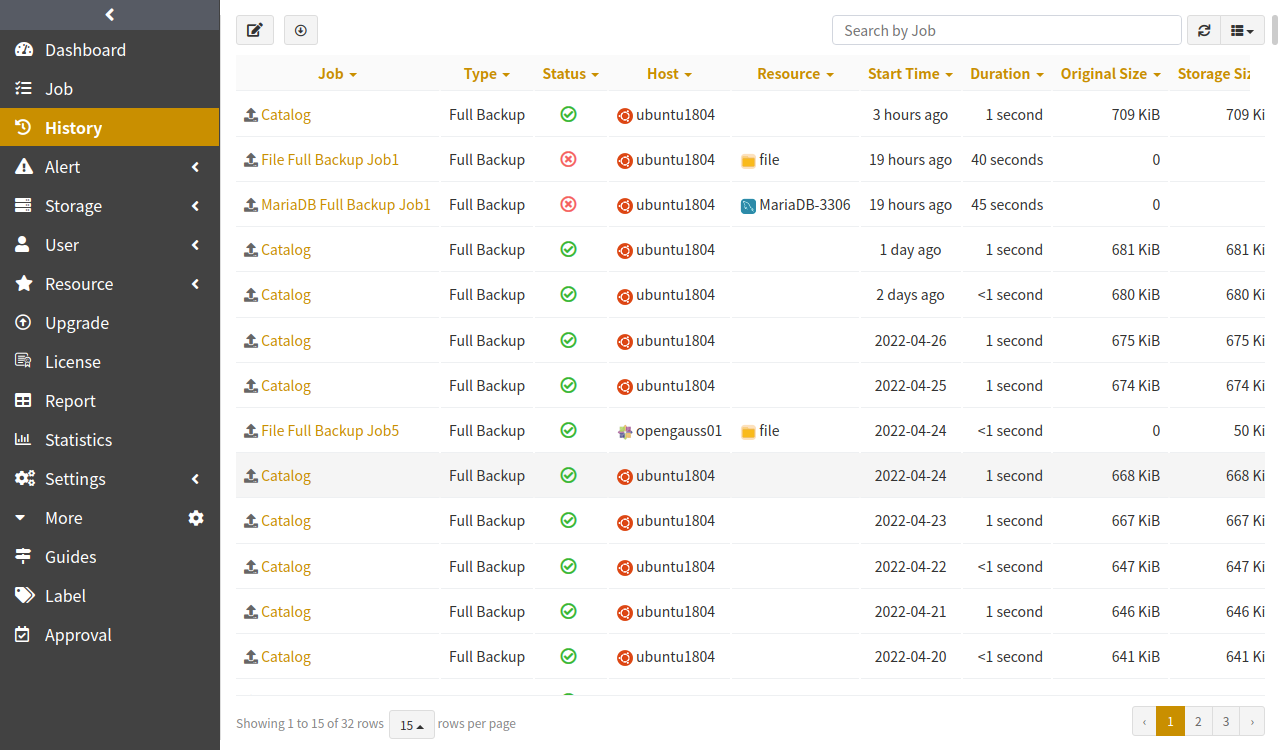 Dashboard
Job
History
Alert
Storage
User
Resource
Upgrade
License
Report
Statistics
Settings
More
Guides
Label
Approval
Search by Job
Job Type Status Host Resource Start Time Duration Original Size Storage Siz
Catalog Full Backup ubuntu1804 3 hours ago 1 second 709 KiB 709 Ki
File Full Backup Job1 Full Backup ubuntu1804 file 19 hours ago 40 seconds 0
MariaDB Full Backup Job1 Full Backup ubuntu1804 MariaDB-3306 19 hours ago 45 seconds 0
Catalog Full Backup ubuntu1804 1 day ago 1 second 681 KiB 681 Ki
Catalog Full Backup ubuntu1804 2 days ago <1 second 680 KiB 680 Ki
Catalog Full Backup ubuntu1804 2022-04-26 1 second 675 KiB 675 Ki
Catalog Full Backup ubuntu1804 2022-04-25 1 second 674 KiB 674 Ki
File Full Backup Job5 Full Backup opengauss01 file 2022-04-24 <1 second 0 50 Ki
Catalog Full Backup ubuntu1804 2022-04-24 1 second 668 KiB 668 Ki
Catalog Full Backup ubuntu1804 2022-04-23 1 second 667 KiB 667 Ki
Catalog Full Backup ubuntu1804 2022-04-22 <1 second 647 KiB 647 Ki
Catalog Full Backup ubuntu1804 2022-04-21 1 second 646 KiB 646 Ki
Catalog Full Backup ubuntu1804 2022-04-20 <1 second 641 KiB 641 Ki
Showing 1 to 15 of 32 rows 15 rows per page ‹ 1 2 3 ›